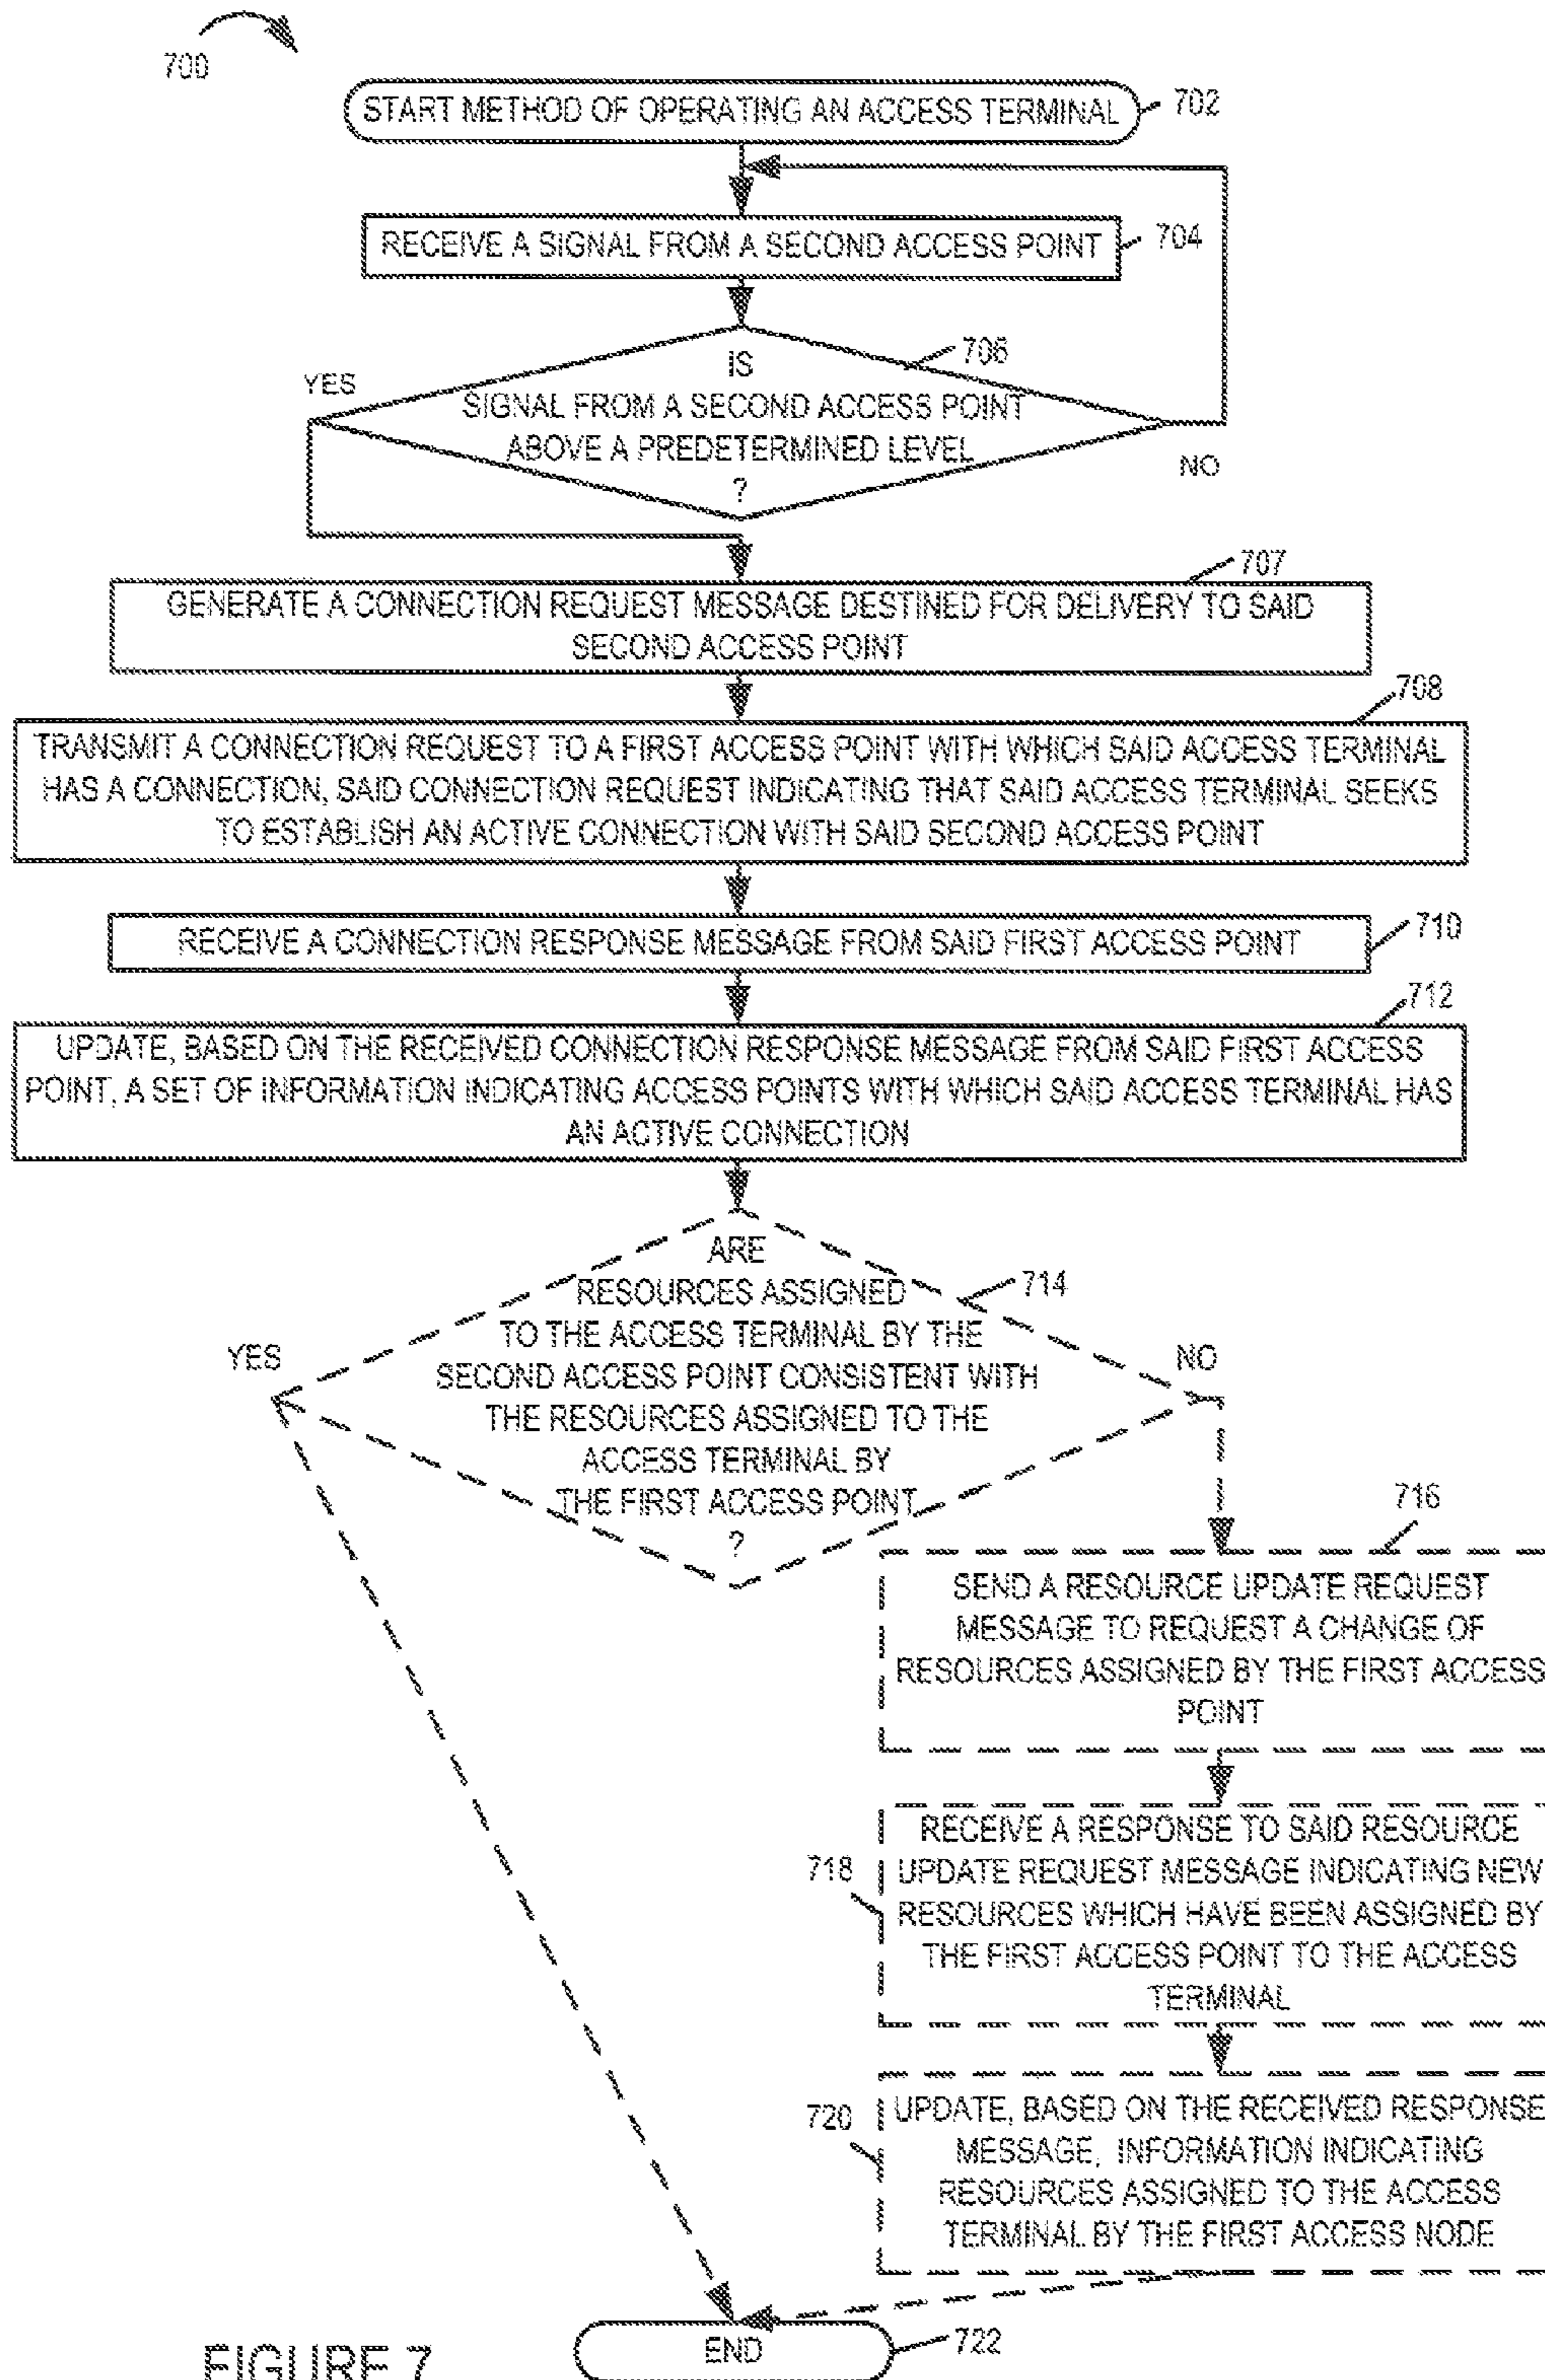 700
START METHOD OF OPERATING AN ACCESS TERMINAL
702
RECEIVE A SIGNAL FROM A SECOND ACCESS POINT
704
IS
706
SIGNAL FROM A SECOND ACCESS POINT
ABOVE A PREDETERMINED LEVEL
?
YES
NO
707
GENERATE A CONNECTION REQUEST MESSAGE DESTINED FOR DELIVERY TO SAID
SECOND ACCESS POINT
708
TRANSMIT A CONNECTION REQUEST TO A FIRST ACCESS POINT WITH WHICH SAID ACCESS TERMINAL
HAS A CONNECTION, SAID CONNECTION REQUEST INDICATING THAT SAID ACCESS TERMINAL SEEKS
TO ESTABLISH AN ACTIVE CONNECTION WITH SAID SECOND ACCESS POINT
RECEIVE A CONNECTION RESPONSE MESSAGE FROM SAID FIRST ACCESS POINT
710
712
UPDATE, BASED ON THE RECEIVED CONNECTION RESPONSE MESSAGE FROM SAID FIRST ACCESS
POINT, A SET OF INFORMATION INDICATING ACCESS POINTS WITH WHICH SAID ACCESS TERMINAL HAS
AN ACTIVE CONNECTION
ARE
RESOURCES ASSIGNED
TO THE ACCESS TERMINAL BY THE
SECOND ACCESS POINT CONSISTENT WITH
THE RESOURCES ASSIGNED TO THE
ACCESS TERMINAL BY
THE FIRST ACCESS POINT
?
714
YES
NO
716
SEND A RESOURCE UPDATE REQUEST
MESSAGE TO REQUEST A CHANGE OF
RESOURCES ASSIGNED BY THE FIRST ACCESS
POINT
718
RECEIVE A RESPONSE TO SAID RESOURCE
UPDATE REQUEST MESSAGE INDICATING NEW
RESOURCES WHICH HAVE BEEN ASSIGNED BY
THE FIRST ACCESS POINT TO THE ACCESS
TERMINAL
720
UPDATE, BASED ON THE RECEIVED RESPONSE
MESSAGE, INFORMATION INDICATING
RESOURCES ASSIGNED TO THE ACCESS
TERMINAL BY THE FIRST ACCESS NODE
END
722
FIGURE 7